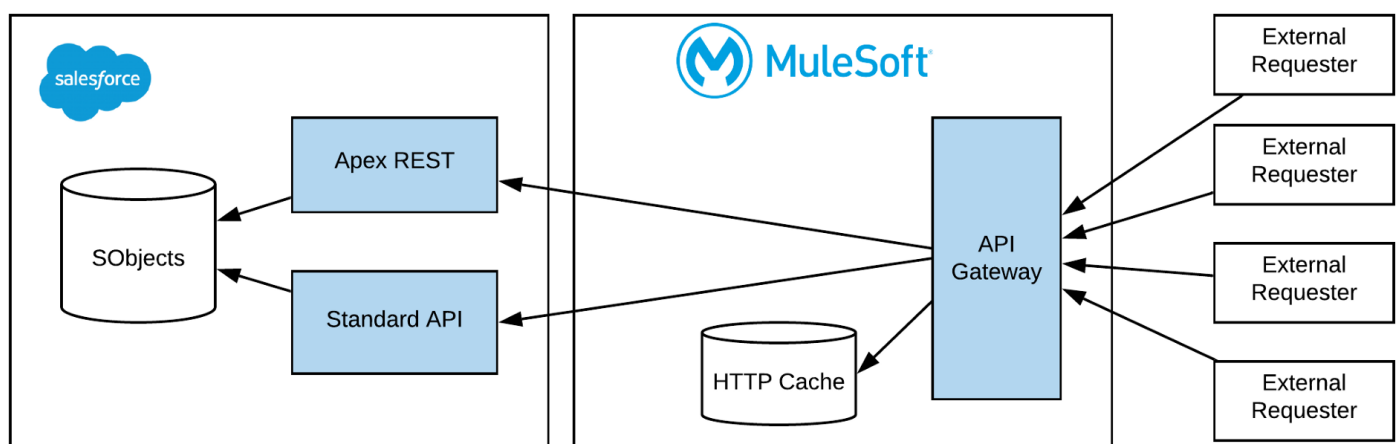 salesforce
SObjects
Apex REST
Standard API
MuleSoft
API
Gateway
HTTP Cache
External
Requester
External
Requester
External
Requester
External
Requester